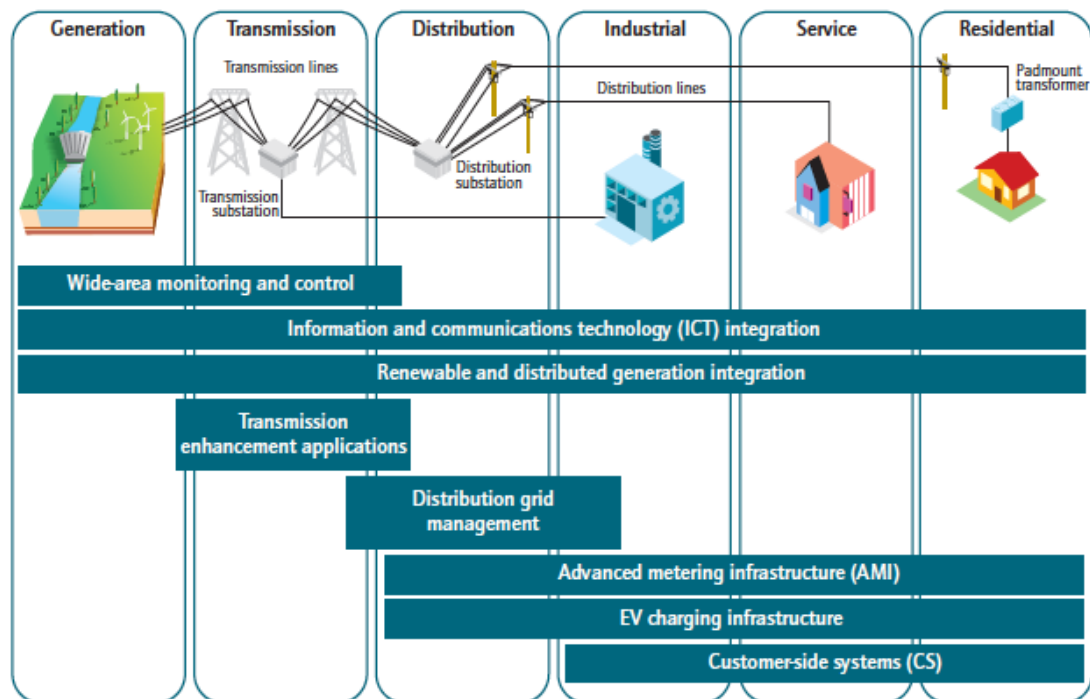 Generation
Transmission
Distribution
Industrial
Service
Residential
Transmission lines
Distribution lines
Padmount
transformer
Transmission
substation
Distribution
substation
Wide-area monitoring and control
Information and communications technology (ICT) integration
Renewable and distributed generation integration
Transmission
enhancement applications
Distribution grid
management
Advanced metering infrastructure (AMI)
EV charging infrastructure
Customer-side systems (CS)